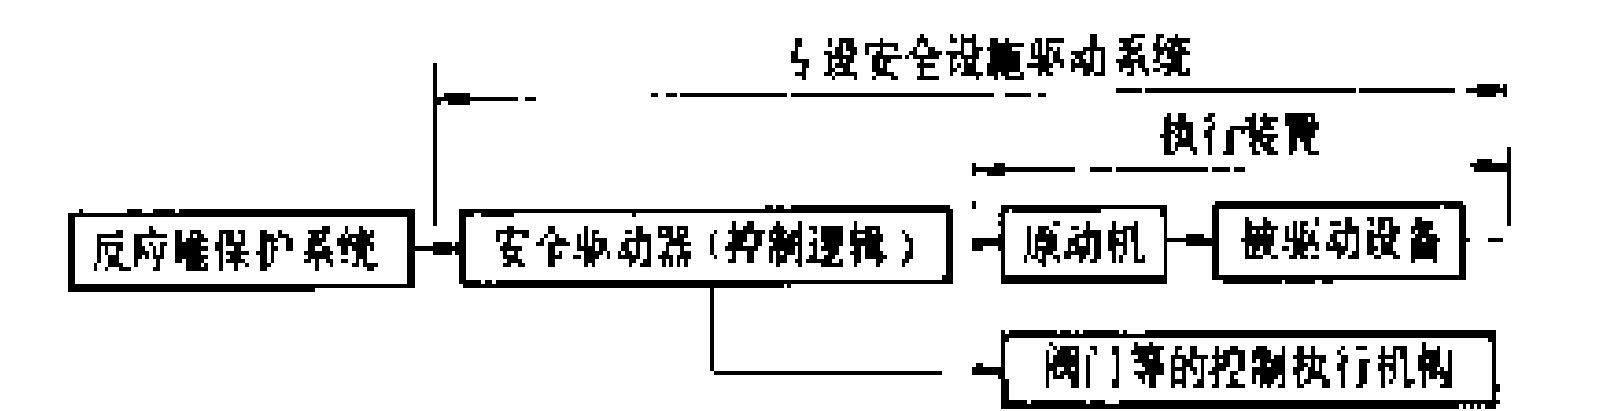 专设安全设施驱动系统
执行装置
反应堆保护系统
安全驱动器(控制逻辑)
原动机
被驱动设备
阀门等的控制执行机构